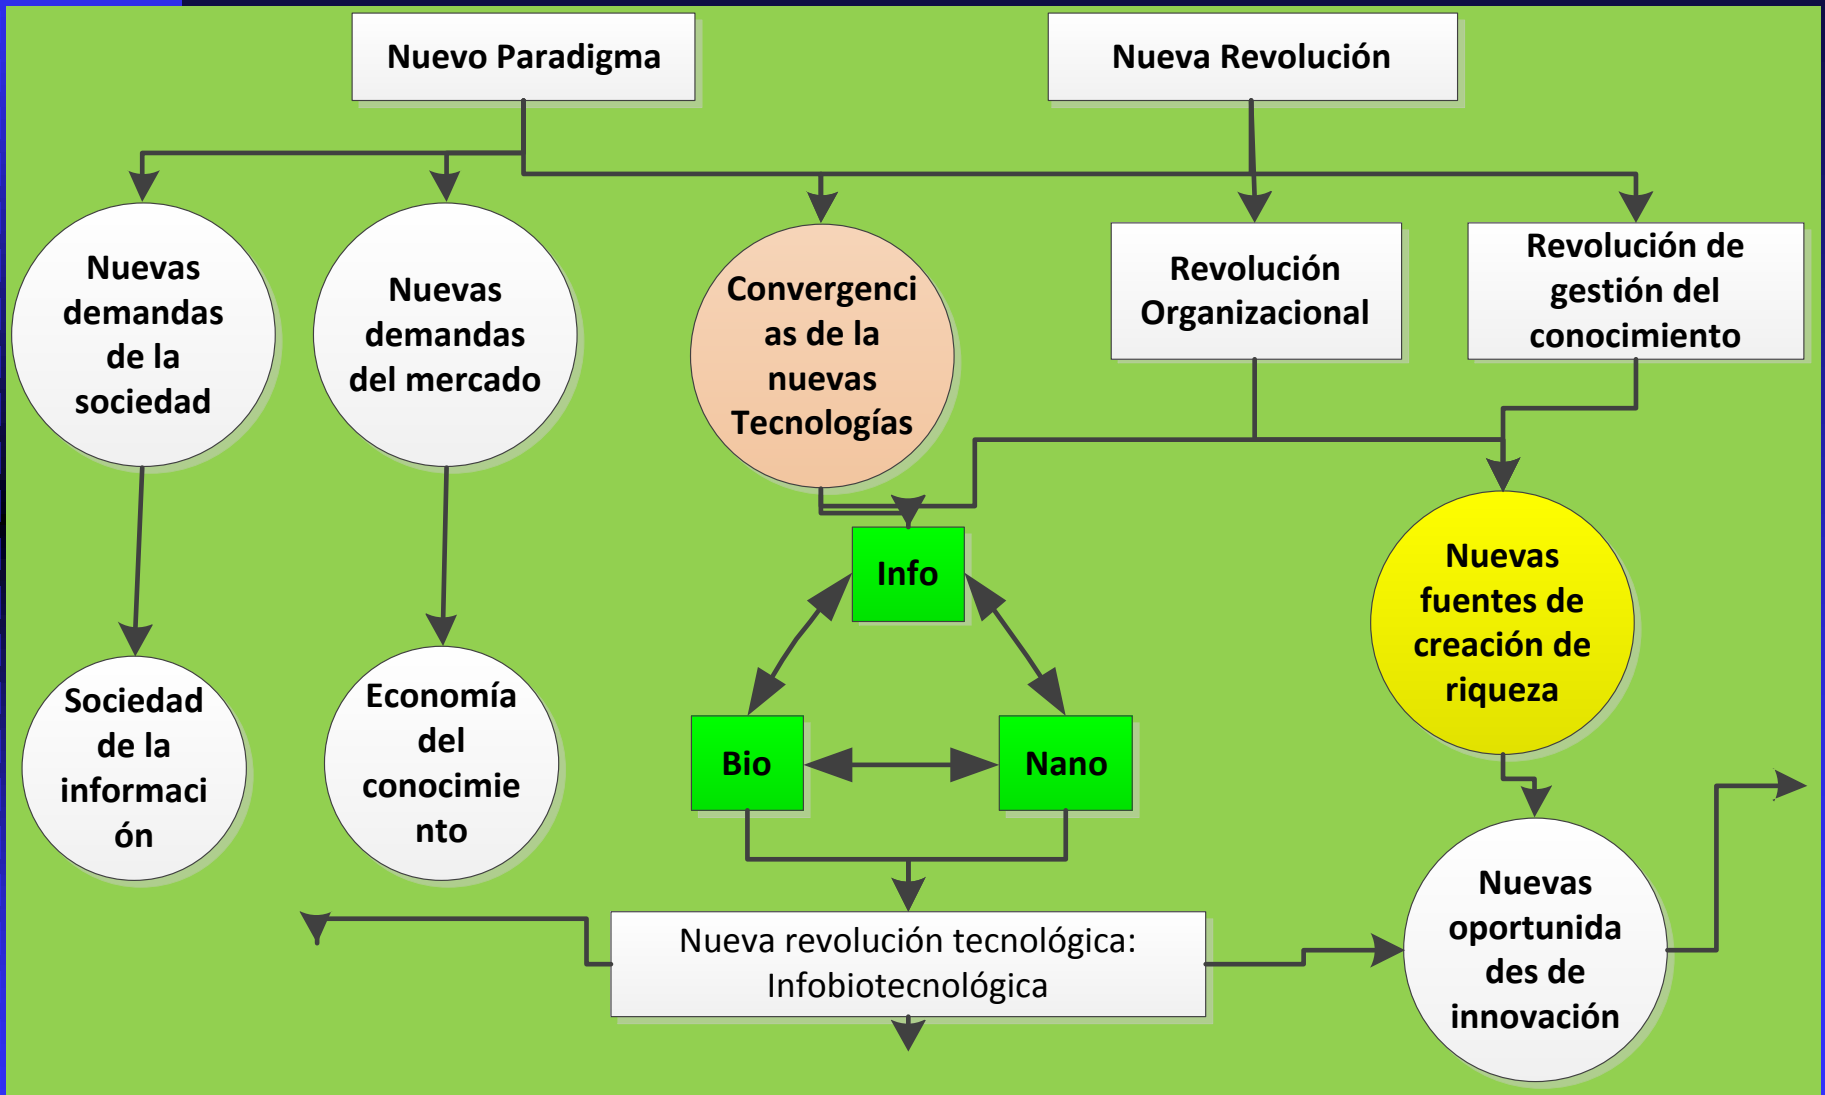 Nuevo Paradigma
Nueva Revolución
Nuevas
demandas
de la
sociedad
Nuevas
demandas
del mercado
Convergenci
as de la
nuevas
Tecnologías
Revolución
Organizacional
Revolución de
gestión del
conocimiento
Info
Bio
Nano
Nuevas
fuentes de
creación de
riqueza
Sociedad
de la
informaci
ón
Economía
del
conocimie
nto
Nueva revolución tecnológica:
Infobiotecnológica
Nuevas
oportunida
des de
innovación